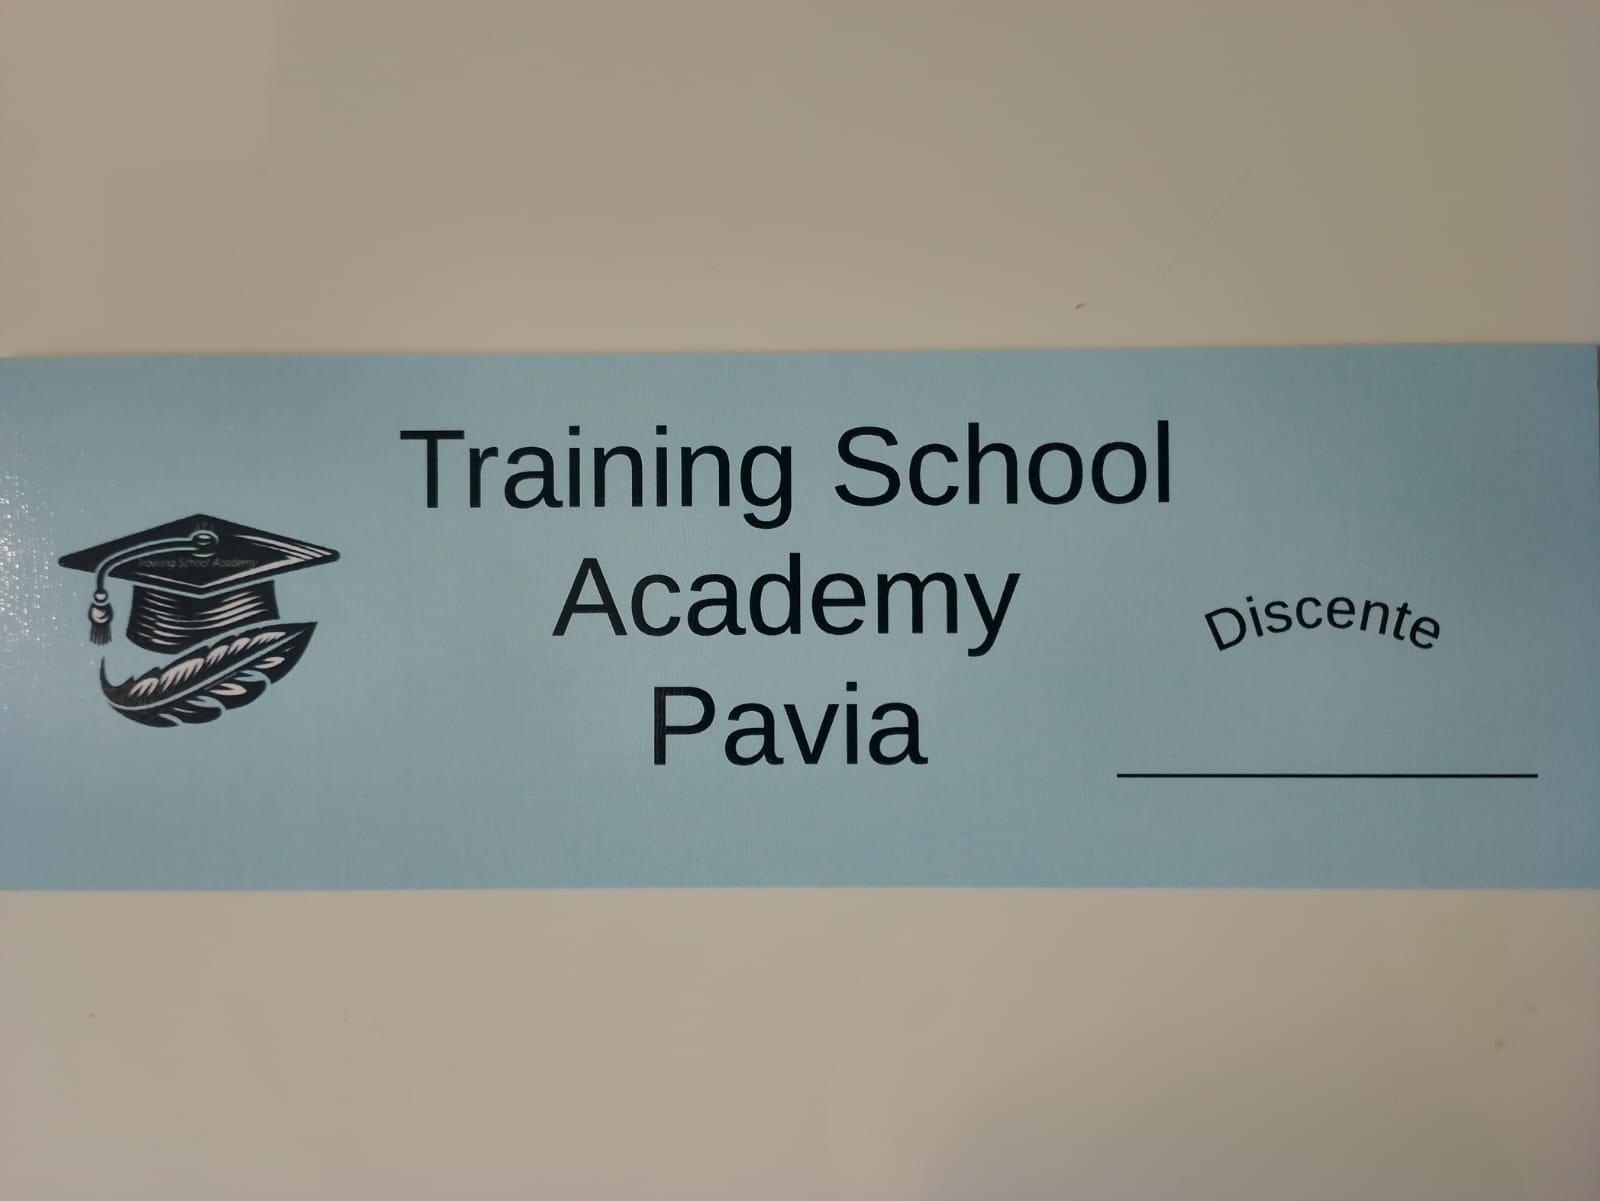 Training School
Academy
Pavia
Discente
Training School Academy